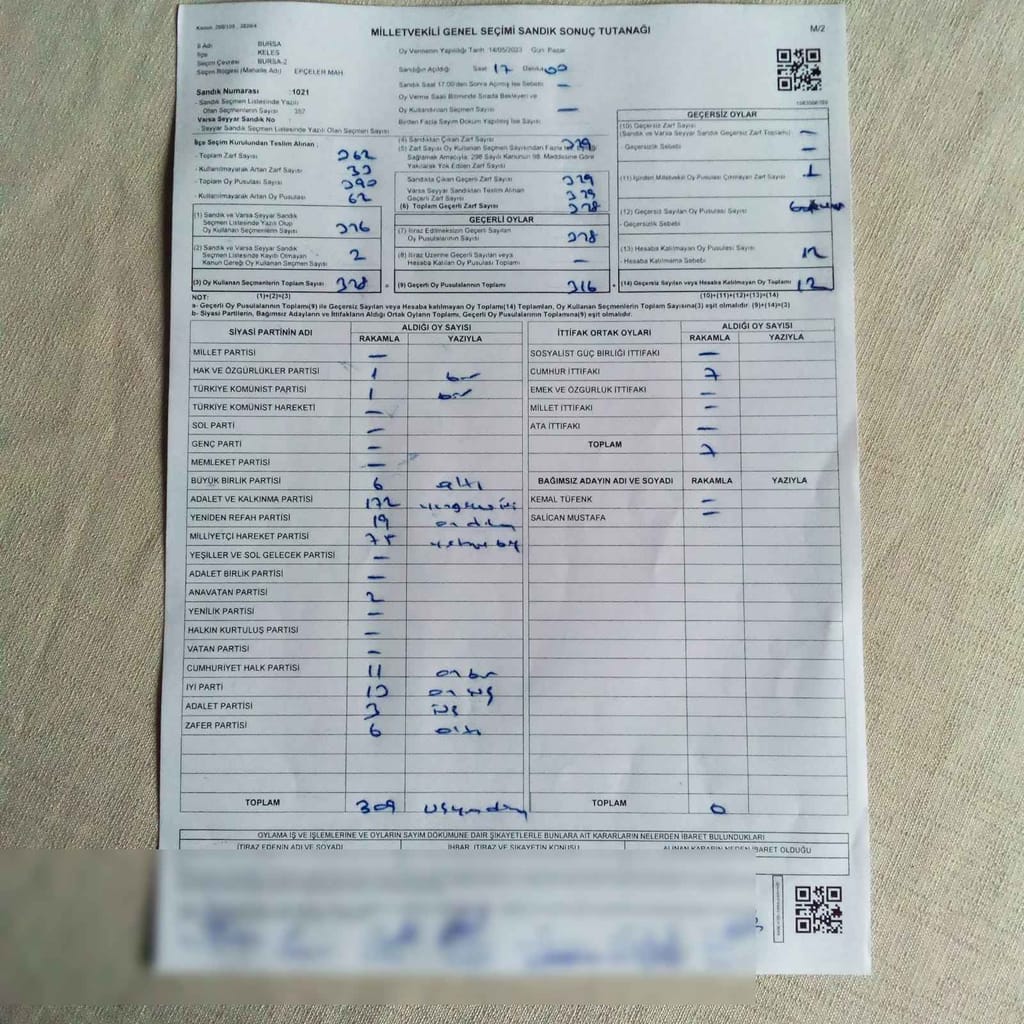 MİLLETVEKİLİ GENEL SEÇİMİ SANDIK SONUÇ TUTANAĞI
M/2
İl Adı BURSA
İlçe KELES
Seçim Çevresi BURSA-2
Seçim Bölgesi (Mahalle Adı) EPÇELER MAH
Oy Vermenin Yapıldığı Tarih 14/05/2023 Gün Pazar
Sandığın Açıldığı Saat 17 Dakika 00
Sandık Saat 17.00'den Sonra Açılmış İse Sebebi —
Oy Verme Saati Bitiminde Sırada Bekleyen ve
Oy Kullandırılan Seçmen Sayısı —
Birden Fazla Sayım Döküm Yapılmış İse Sayısı
Sandık Numarası :1021
- Sandık Seçmen Listesinde Yazılı
Olan Seçmenlerin Sayısı 357
Varsa Seyyar Sandık No :
- Seyyar Sandık Seçmen Listesinde Yazılı Olan Seçmen Sayısı
İlçe Seçim Kurulundan Teslim Alınan :
- Toplam Zarf Sayısı 362
- Kullanılmayarak Artan Zarf Sayısı 33
- Toplam Oy Pusulası Sayısı 390
- Kullanılmayarak Artan Oy Pusulası 62
(1) Sandık ve Varsa Seyyar Sandık
Seçmen Listesinde Yazılı Olup
Oy Kullanan Seçmenlerin Sayısı 326
(2) Sandık ve Varsa Seyyar Sandık
Seçmen Listesinde Kayıtlı Olmayan
Kanun Gereği Oy Kullanan Seçmen Sayısı 2
(3) Oy Kullanan Seçmenlerin Toplam Sayısı 328
(4) Sandıktan Çıkan Zarf Sayısı 329
(5) Zarf Sayısı Oy Kullanan Seçmen Sayısından Fazla İse
Sağlamak Amacıyla, 298 Sayılı Kanunun 98. Maddesine Göre
Yakılarak Yok Edilen Zarf Sayısı
Sandıkta Çıkan Geçerli Zarf Sayısı 329
Varsa Seyyar Sandıktan Teslim Alınan
Geçerli Zarf Sayısı 329
(6) Toplam Geçerli Zarf Sayısı 328
GEÇERLİ OYLAR
(7) İtiraz Edilmeksizin Geçerli Sayılan
Oy Pusulalarının Sayısı 328
(8) İtiraz Üzerine Geçerli Sayılan veya
Hesaba Katılan Oy Pusulası Toplamı —
(9) Geçerli Oy Pusulalarının Toplamı 316
GEÇERSİZ OYLAR
(10) Geçersiz Zarf Sayısı
(Sandık ve Varsa Seyyar Sandık Geçersiz Zarf Toplamı) —
- Geçersizlik Sebebi —
(11) İçinden Milletvekili Oy Pusulası Çıkmayan Zarf Sayısı 1
(12) Geçersiz Sayılan Oy Pusulası Sayısı
- Geçersizlik Sebebi
(13) Hesaba Katılmayan Oy Pusulası Sayısı 12
- Hesaba Katılmama Sebebi
(14) Geçersiz Sayılan veya Hesaba Katılmayan Oy Toplamı 12
NOT: (1)+(2)=(3) (10)+(11)+(12)+(13)=(14)
a- Geçerli Oy Pusulalarının Toplamı(9) ile Geçersiz Sayılan veya Hesaba katılmayan Oy Toplamı(14) Toplamları, Oy Kullanan Seçmenlerin Toplam Sayısına(3) eşit olmalıdır. (9)+(14)=(3)
b- Siyasi Partilerin, Bağımsız Adayların ve İttifakların Aldığı Ortak Oyların Toplamı, Geçerli Oy Pusulalarının Toplamına(9) eşit olmalıdır.
SİYASİ PARTİNİN ADI ALDIĞI OY SAYISI
RAKAMLA YAZIYLA
MİLLET PARTİSİ —
HAK VE ÖZGÜRLÜKLER PARTİSİ 1 bir
TÜRKİYE KOMÜNİST PARTİSİ 1 bir
TÜRKİYE KOMÜNİST HAREKETİ —
SOL PARTİ —
GENÇ PARTİ —
MEMLEKET PARTİSİ —
BÜYÜK BİRLİK PARTİSİ 6 altı
ADALET VE KALKINMA PARTİSİ 172
YENİDEN REFAH PARTİSİ 19
MİLLİYETÇİ HAREKET PARTİSİ 75
YEŞİLLER VE SOL GELECEK PARTİSİ —
ADALET BİRLİK PARTİSİ —
ANAVATAN PARTİSİ 2
YENİLİK PARTİSİ —
HALKIN KURTULUŞ PARTİSİ —
VATAN PARTİSİ —
CUMHURİYET HALK PARTİSİ 11 on bir
İYİ PARTİ 13 on üç
ADALET PARTİSİ 3 üç
ZAFER PARTİSİ 6 altı
TOPLAM 309
İTTİFAK ORTAK OYLARI ALDIĞI OY SAYISI
RAKAMLA YAZIYLA
SOSYALİST GÜÇ BİRLİĞİ İTTİFAKI —
CUMHUR İTTİFAKI 7
EMEK VE ÖZGÜRLÜK İTTİFAKI —
MİLLET İTTİFAKI —
ATA İTTİFAKI —
TOPLAM 7
BAĞIMSIZ ADAYIN ADI VE SOYADI RAKAMLA YAZIYLA
KEMAL TÜFENK —
SALİCAN MUSTAFA —
TOPLAM 0
OYLAMA İŞ VE İŞLEMLERİNE VE OYLARIN SAYIM DÖKÜMÜNE DAİR ŞİKAYETLERLE BUNLARA AİT KARARLARIN NELERDEN İBARET BULUNDUKLARI
İTİRAZ EDENİN ADI VE SOYADI İHBAR, İTİRAZ VE ŞİKAYETİN KONUSU ALINAN KARARIN NEDEN İBARET OLDUĞU